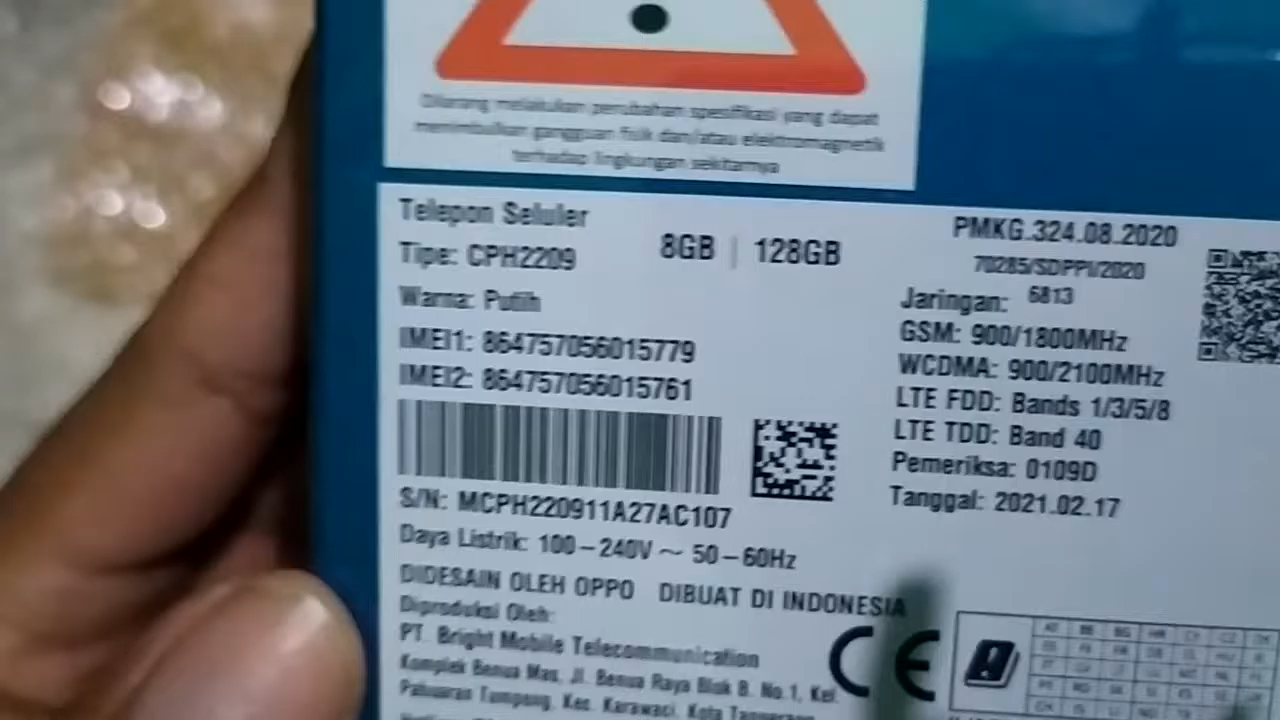 Dilarang melakukan perubahan spesifikasi yang dapat
menimbulkan gangguan fisik dan/atau elektromagnetik
terhadap lingkungan sekitarnya
Telepon Seluler
Tipe: CPH2209
8GB | 128GB
Warna: Putih
IMEI1: 864757056015779
IMEI2: 864757056015761
S/N: MCPH220911A27AC107
Daya Listrik: 100–240V ~ 50–60Hz
DIDESAIN OLEH OPPO DIBUAT DI INDONESIA
Diproduksi Oleh:
PT. Bright Mobile Telecommunication
Komplek Benua Mas, Jl. Benua Raya Blok B. No.1, Kel.
Kec. Karawaci, Kota Tangerang
PMKG.324.08.2020
70285/SDPPI/2020
6813
Jaringan:
GSM: 900/1800MHz
WCDMA: 900/2100MHz
LTE FDD: Bands 1/3/5/8
LTE TDD: Band 40
Pemeriksa: 0109D
Tanggal: 2021.02.17
CE